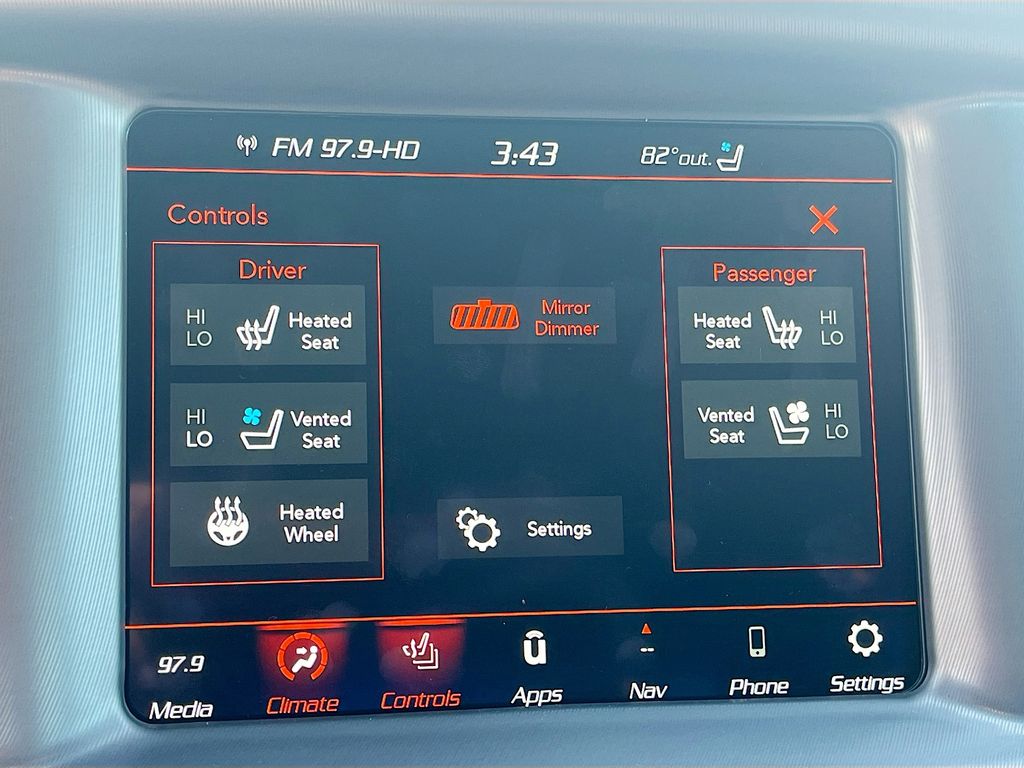 FM 97.9-HD 3:43 82°out.
Controls
Driver
HI
LO
Heated
Seat
HI
LO
Vented
Seat
Heated
Wheel
Mirror
Dimmer
Settings
Passenger
Heated
Seat
HI
LO
Vented
Seat
HI
LO
97.9
Media
Climate
Controls
u
Apps
--
Nav
Phone
Settings